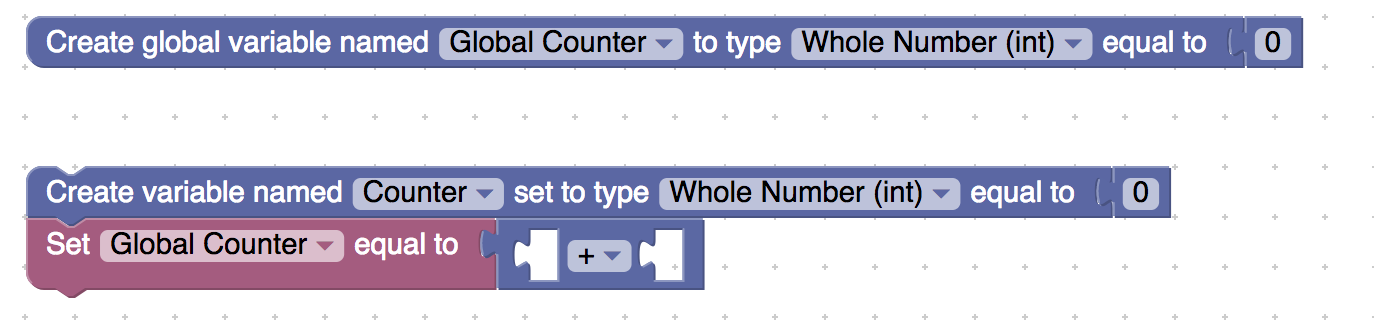 Create global variable named Global Counter to type Whole Number (int) equal to 0
Create variable named Counter set to type Whole Number (int) equal to 0
Set Global Counter equal to +